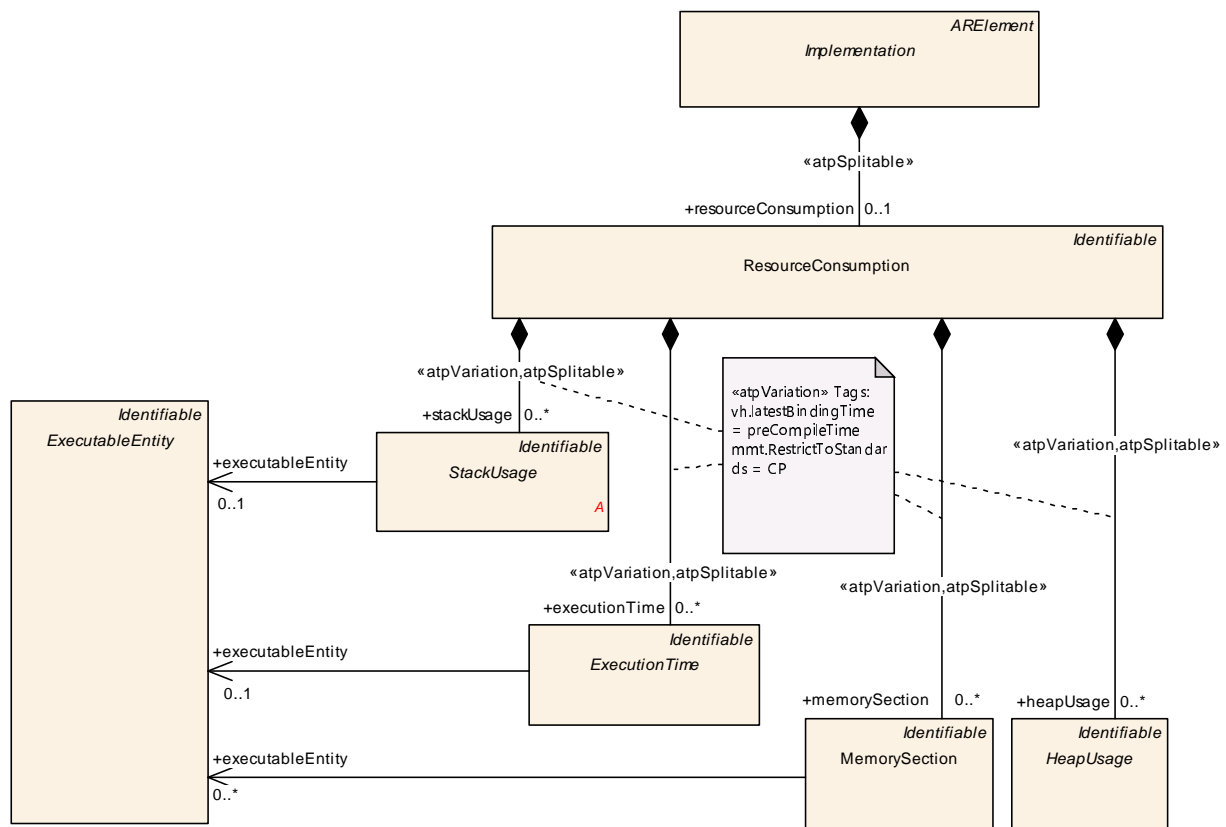 ARElement
Implementation
«atpSplitable»
+resourceConsumption 0..1
Identifiable
ResourceConsumption
«atpVariation,atpSplitable»
+stackUsage 0..*
«atpVariation» Tags:
vh.latestBindingTime
= preCompileTime
mmt.RestrictToStandar
ds = CP
Identifiable
ExecutableEntity
Identifiable
StackUsage
A
+executableEntity
0..1
«atpVariation,atpSplitable»
«atpVariation,atpSplitable»
+executionTime 0..*
«atpVariation,atpSplitable»
Identifiable
ExecutionTime
+executableEntity
0..1
+memorySection 0..*
+heapUsage 0..*
Identifiable
MemorySection
Identifiable
HeapUsage
+executableEntity
0..*